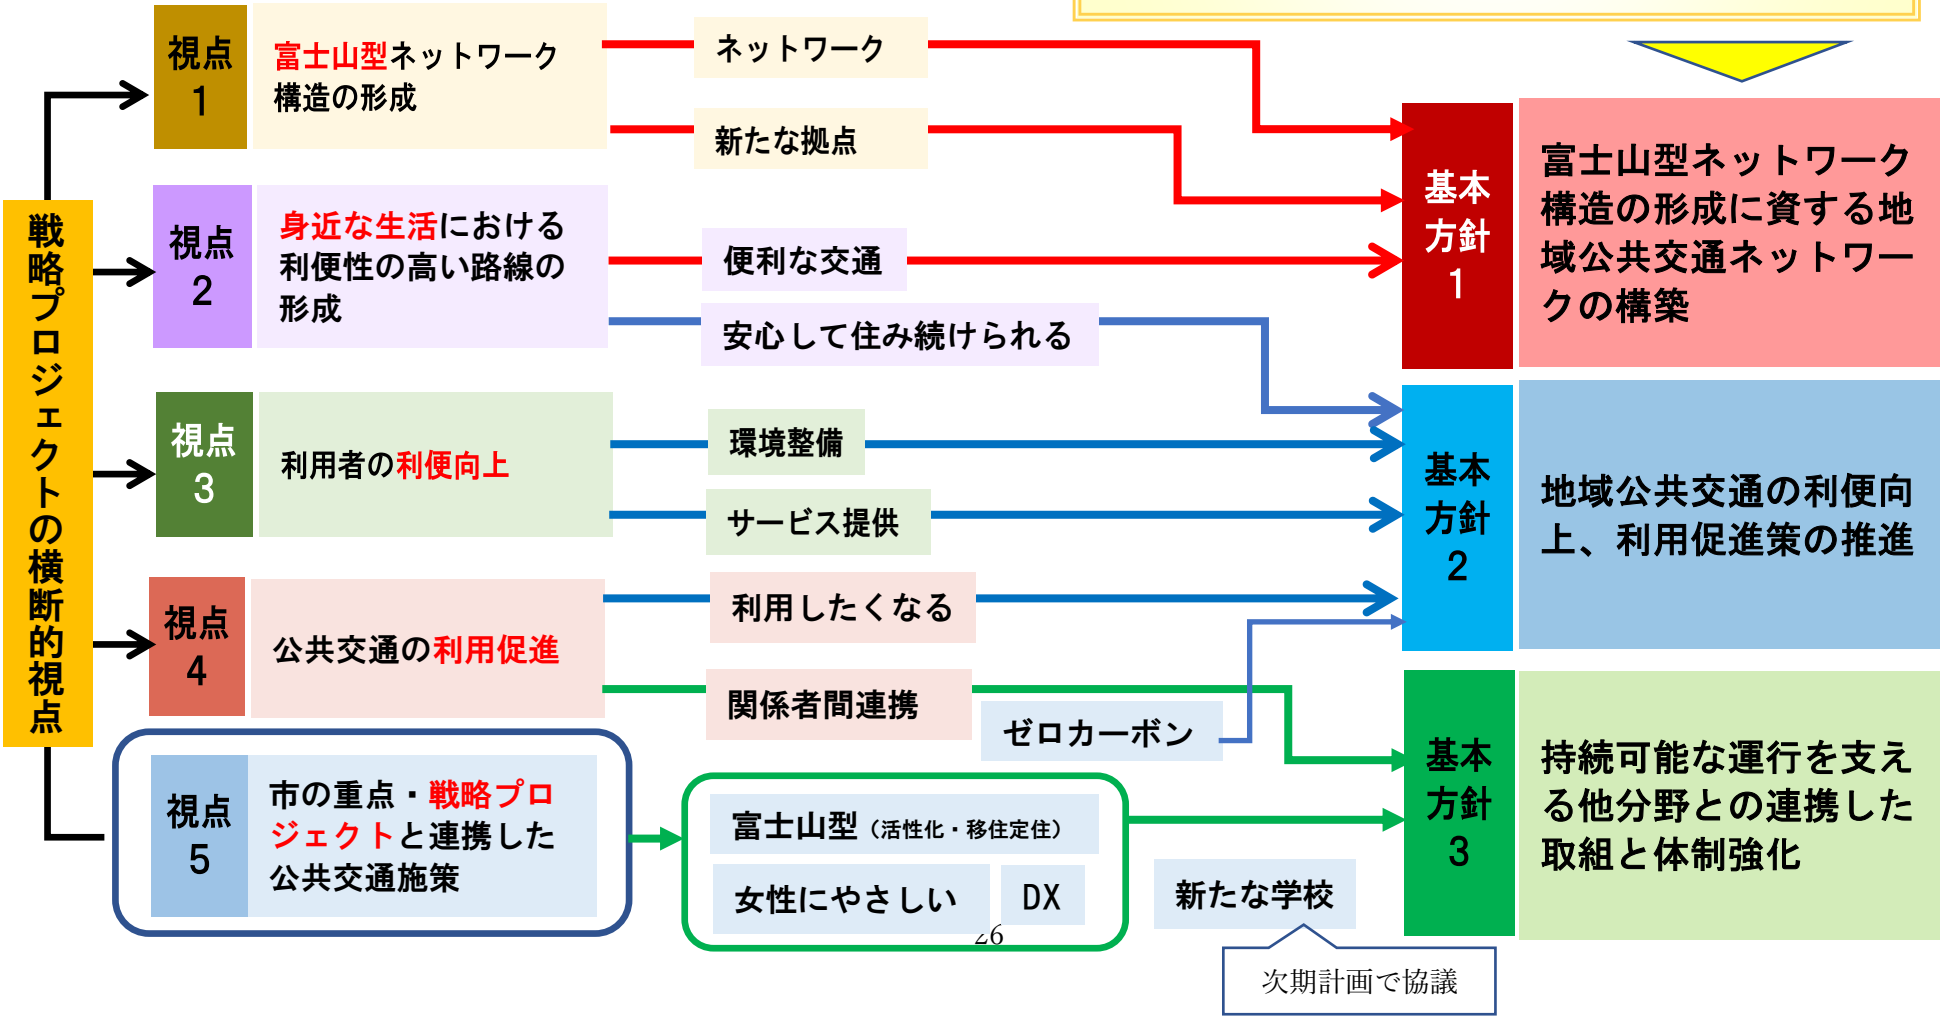 戦略プロジェクトの横断的視点
視点
1
富士山型ネットワーク
構造の形成
ネットワーク
新たな拠点
視点
2
身近な生活における
利便性の高い路線の
形成
便利な交通
安心して住み続けられる
視点
3
利用者の利便向上
環境整備
サービス提供
視点
4
公共交通の利用促進
利用したくなる
関係者間連携
ゼロカーボン
視点
5
市の重点・戦略プロ
ジェクトと連携した
公共交通施策
富士山型（活性化・移住定住）
女性にやさしい
DX
26
新たな学校
次期計画で協議
基本
方針
1
富士山型ネットワーク
構造の形成に資する地
域公共交通ネットワー
クの構築
基本
方針
2
地域公共交通の利便向
上、利用促進策の推進
基本
方針
3
持続可能な運行を支え
る他分野との連携した
取組と体制強化